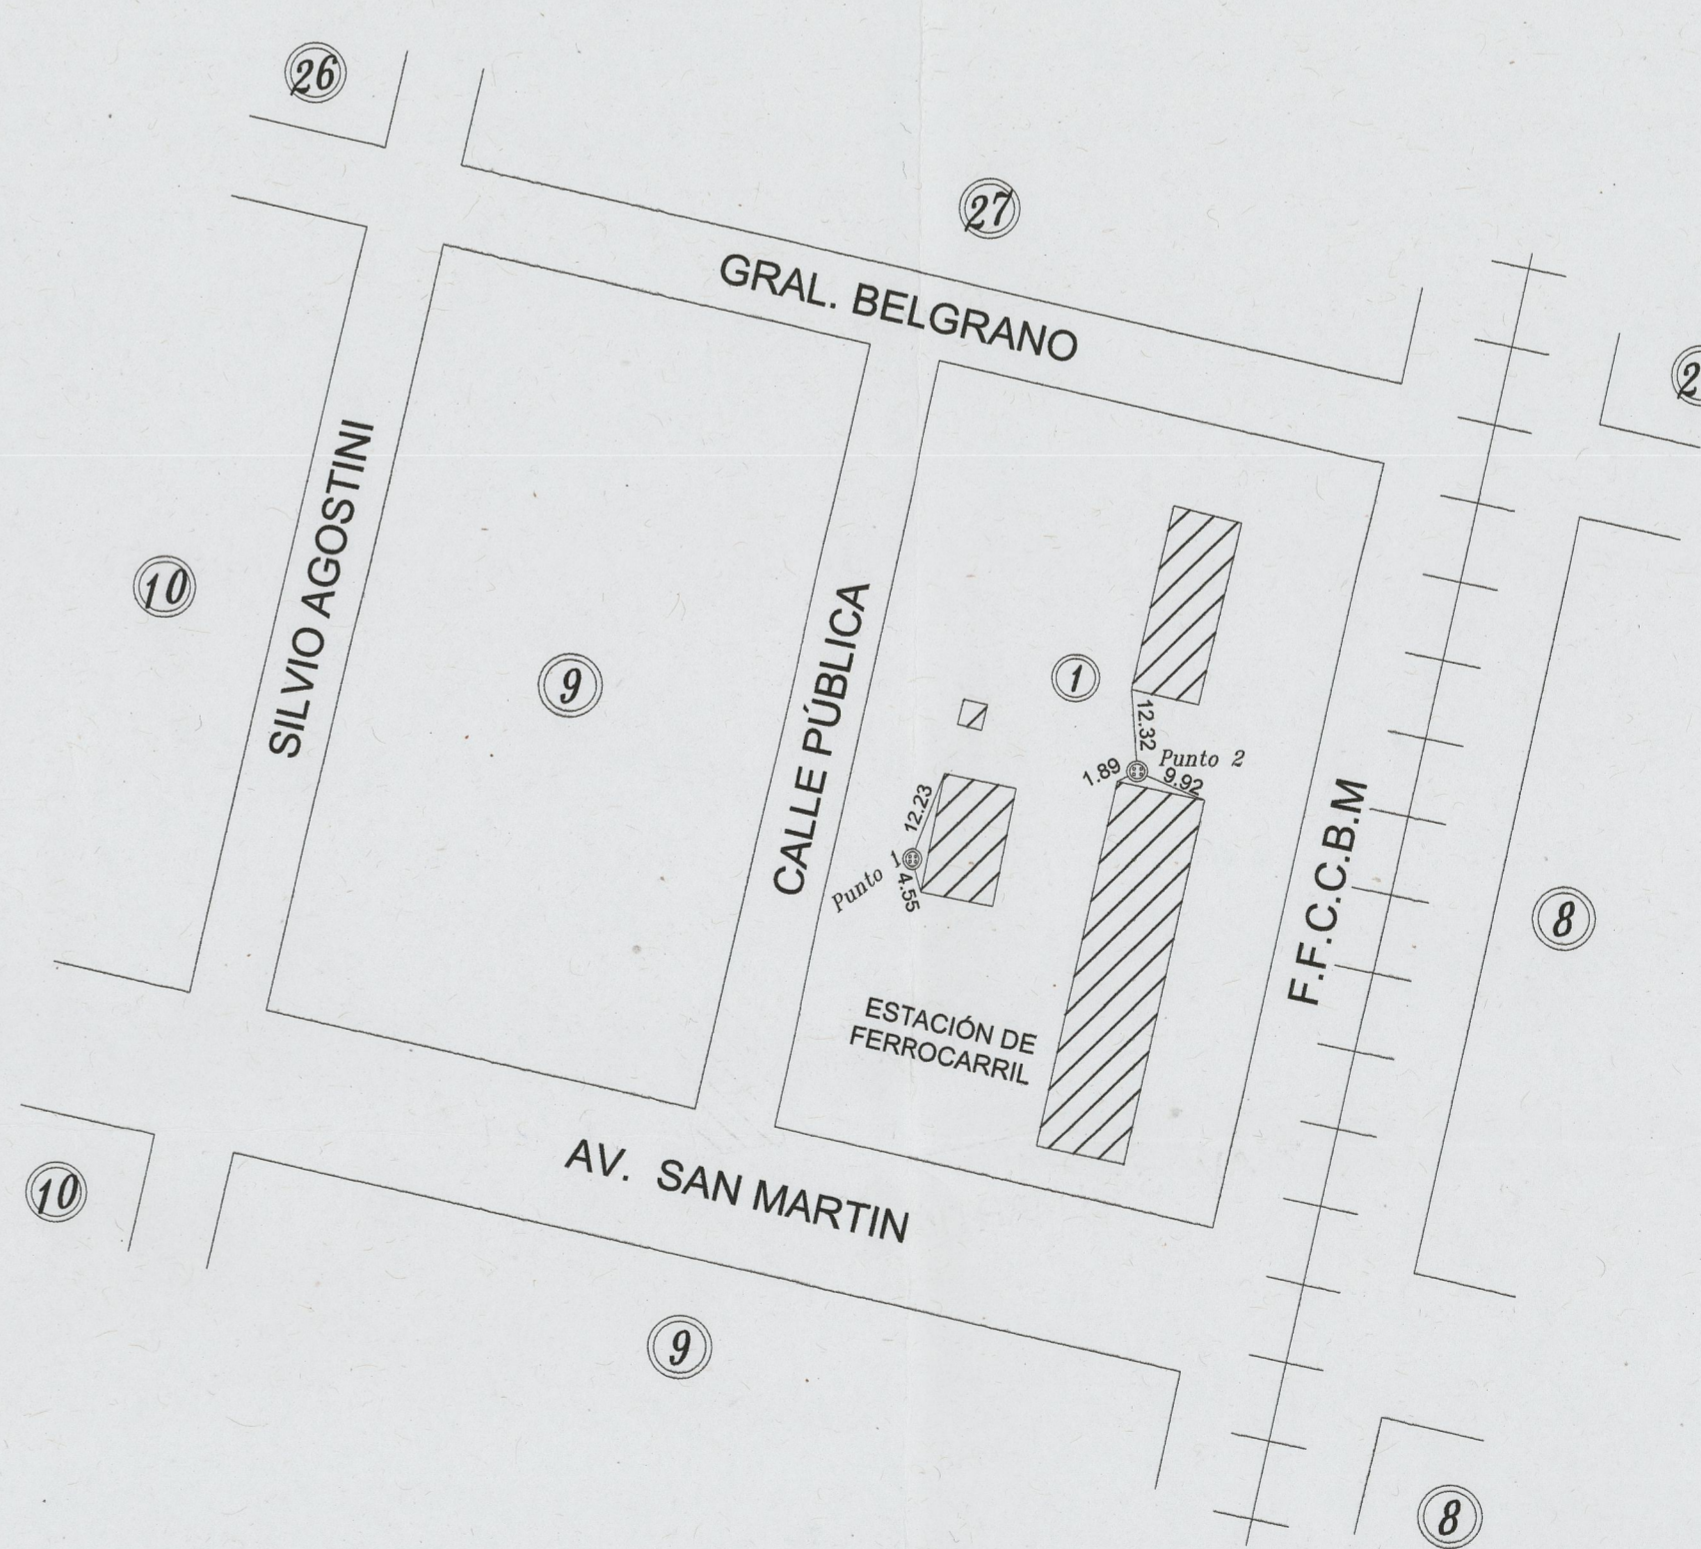 26
27
GRAL. BELGRANO
2
SILVIO AGOSTINI
10
9
CALLE PÚBLICA
1
12.32
Punto 2
1.89
9.92
12.23
Punto 1
4.55
F.F.C.C.B.M
8
ESTACIÓN DE
FERROCARRIL
AV. SAN MARTIN
10
9
8